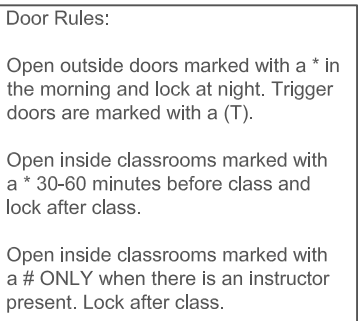 Door Rules:
Open outside doors marked with a * in
the morning and lock at night. Trigger
doors are marked with a (T).
Open inside classrooms marked with
a * 30-60 minutes before class and
lock after class.
Open inside classrooms marked with
a # ONLY when there is an instructor
present. Lock after class.